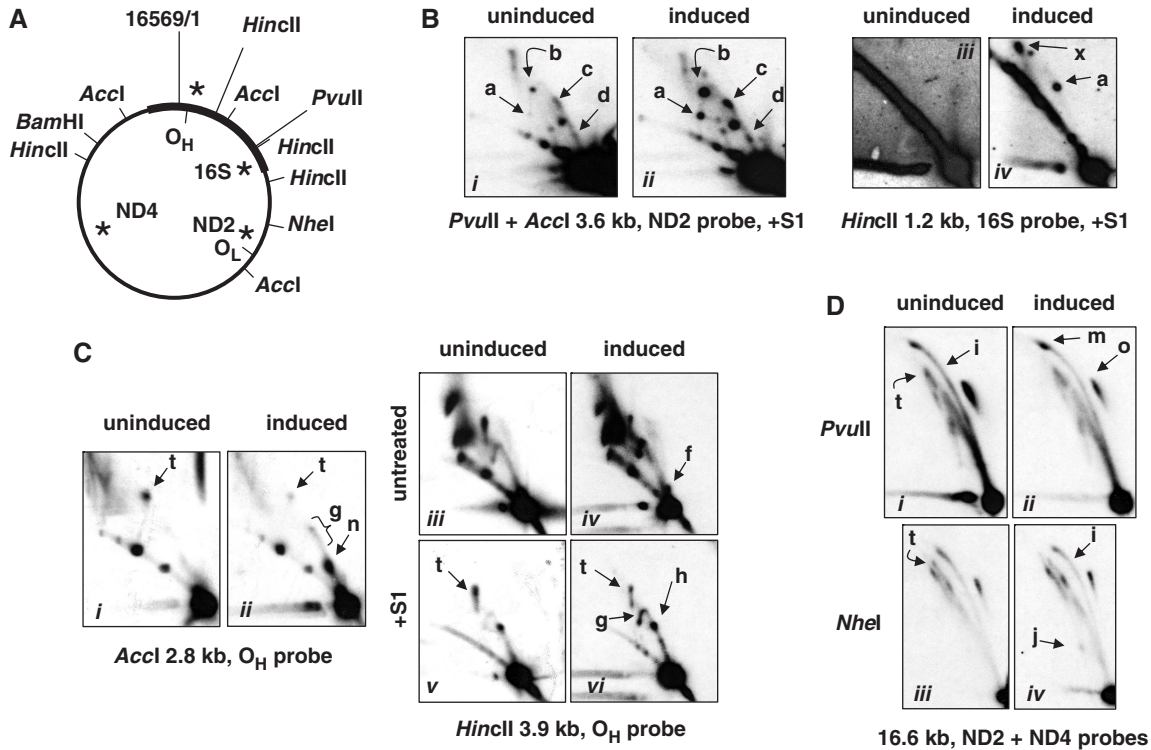 A
16569/1
HincII
*
AccI
AccI
PvuII
BamHI
OH
HincII
HincII
16S *
HincII
ND4
*
ND2 *
NheI
OL
AccI
B
uninduced induced
uninduced induced
b
b
a
c
a
c
d
d
i
ii
iii
x
a
iv
PvuII + AccI 3.6 kb, ND2 probe, +S1
HincII 1.2 kb, 16S probe, +S1
C
uninduced induced
t
t
g
n
i
ii
AccI 2.8 kb, OH probe
uninduced induced
untreated
f
iii
iv
+S1
t
t
h
g
v
vi
HincII 3.9 kb, OH probe
D
uninduced induced
PvuII
i
m
o
t
i
ii
NheI
t
i
j
iii
iv
16.6 kb, ND2 + ND4 probes